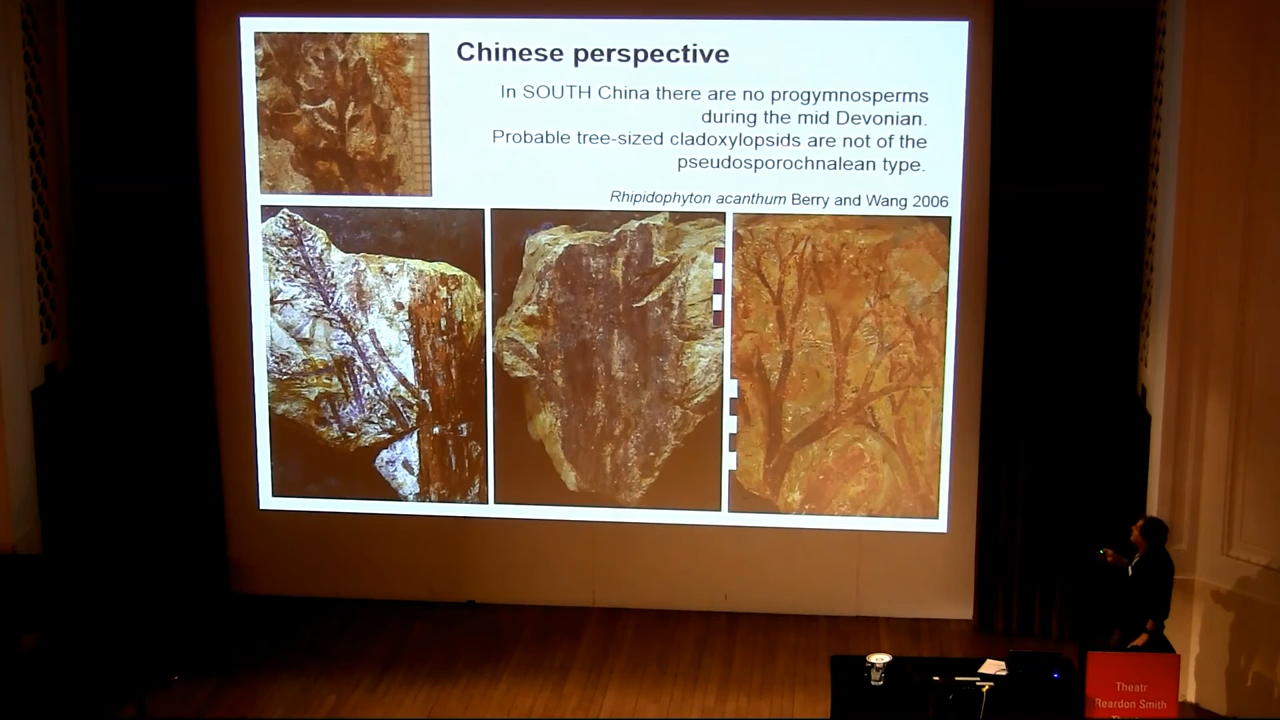 Chinese perspective
In SOUTH China there are no progymnosperms
during the mid Devonian.
Probable tree-sized cladoxylopsids are not of the
pseudosporochnalean type.
Rhipidophyton acanthum Berry and Wang 2006
Theatr
Reardon Smith